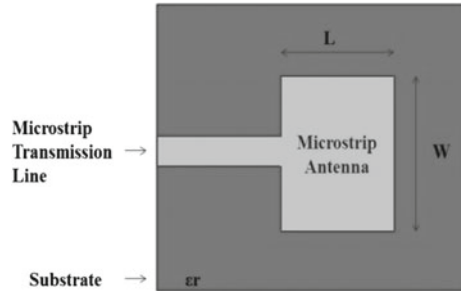 L
Microstrip
Transmission
Line
Microstrip
Antenna
W
Substrate
εr